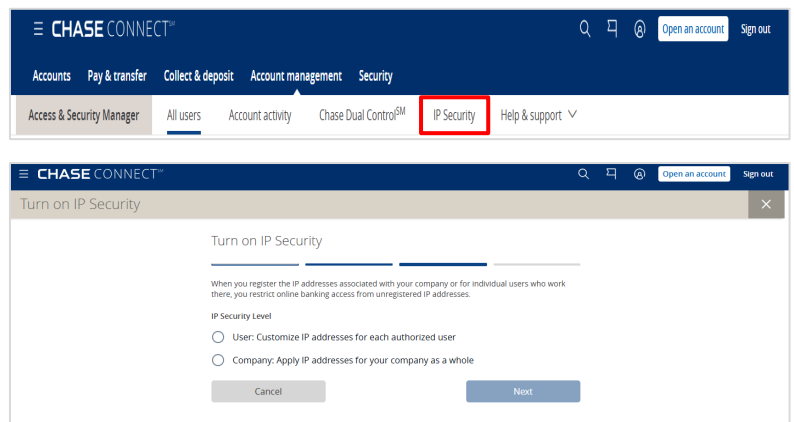 CHASE CONNECT℠
Open an account Sign out
Accounts Pay & transfer Collect & deposit Account management Security
Access & Security Manager All users Account activity Chase Dual Control℠ IP Security Help & support
CHASE CONNECT℠
Open an account Sign out
Turn on IP Security
Turn on IP Security
When you register the IP addresses associated with your company or for individual users who work
there, you restrict online banking access from unregistered IP addresses.
IP Security Level
User: Customize IP addresses for each authorized user
Company: Apply IP addresses for your company as a whole
Cancel Next